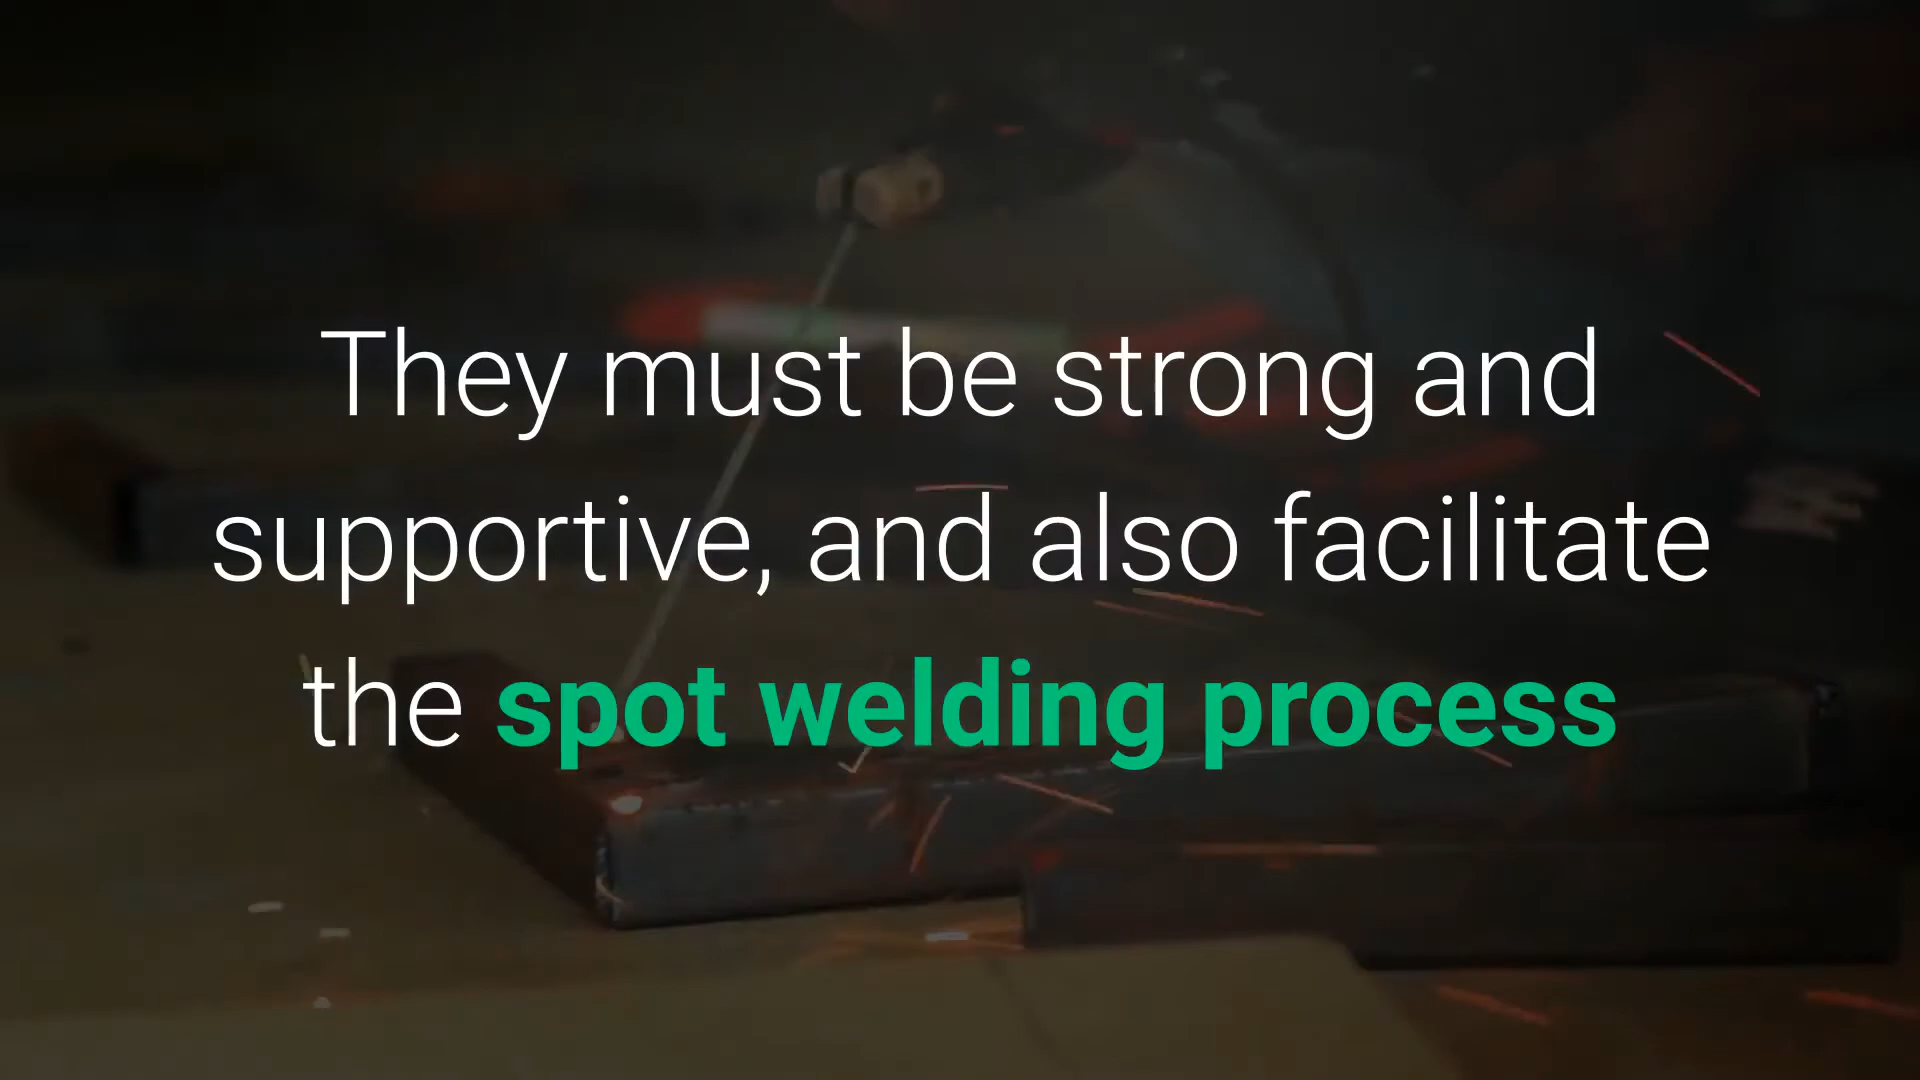 They must be strong and
supportive, and also facilitate
the spot welding process